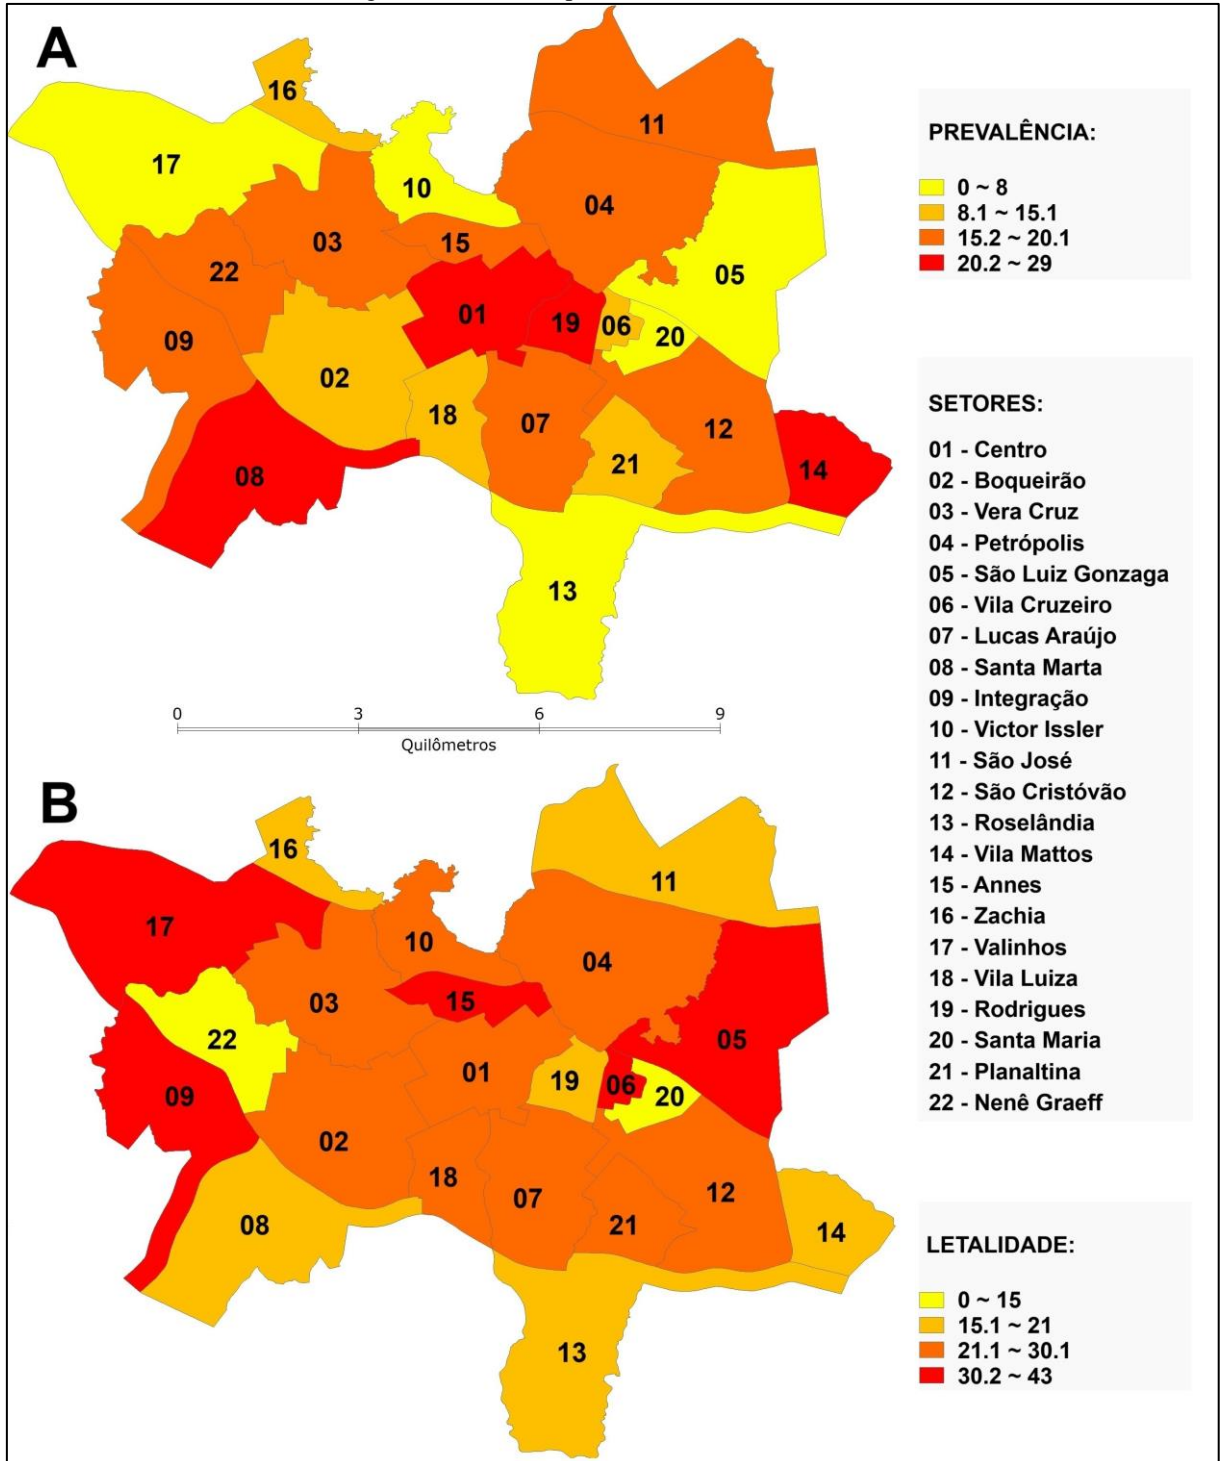 A
16
17
10
11
04
03
15
22
05
01
19
06
20
09
02
18
07
12
21
08
14
13
PREVALÊNCIA:
0 ~ 8
8.1 ~ 15.1
15.2 ~ 20.1
20.2 ~ 29
SETORES:
01 - Centro
02 - Boqueirão
03 - Vera Cruz
04 - Petrópolis
05 - São Luiz Gonzaga
06 - Vila Cruzeiro
07 - Lucas Araújo
08 - Santa Marta
09 - Integração
10 - Victor Issler
11 - São José
12 - São Cristóvão
13 - Roselândia
14 - Vila Mattos
15 - Annes
16 - Zachia
17 - Valinhos
18 - Vila Luiza
19 - Rodrigues
20 - Santa Maria
21 - Planaltina
22 - Nenê Graeff
0 3 6 9
Quilômetros
B
16
11
17
10
04
03
15
22
05
01
19
06
20
09
02
18
07
12
21
08
14
13
LETALIDADE:
0 ~ 15
15.1 ~ 21
21.1 ~ 30.1
30.2 ~ 43